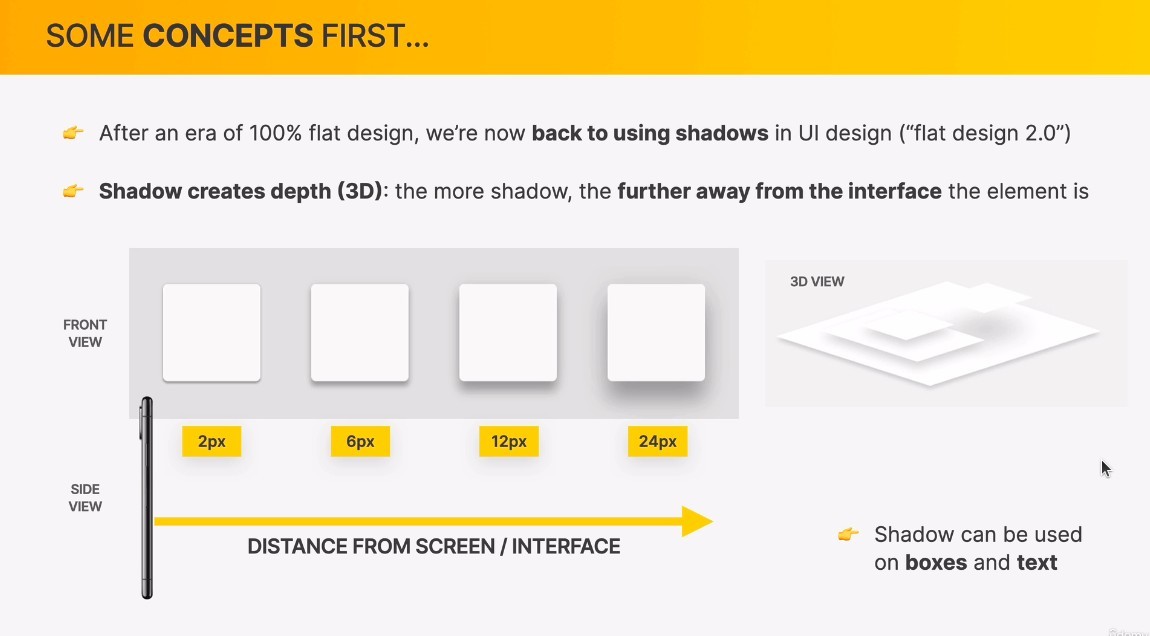 SOME CONCEPTS FIRST...
👉 After an era of 100% flat design, we’re now back to using shadows in UI design (“flat design 2.0”)
👉 Shadow creates depth (3D): the more shadow, the further away from the interface the element is
3D VIEW
FRONT
VIEW
2px 6px 12px 24px
SIDE
VIEW
DISTANCE FROM SCREEN / INTERFACE
👉 Shadow can be used
on boxes and text